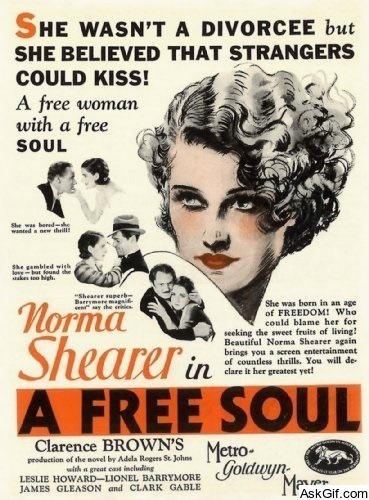 SHE WASN'T A DIVORCEE but
SHE BELIEVED THAT STRANGERS
COULD KISS!
A free woman
with a free
SOUL
She was bored—she
wanted a new thrill!
She gambled with
love—but found the
stakes too high.
"Shearer superb—
Barrymore magnifi-
cent" say the critics.
She was born in an age
of FREEDOM! Who
could blame her for
seeking the sweet fruits of living?
Beautiful Norma Shearer again
brings you a screen entertainment
of countless thrills. You will de-
clare it her greatest yet!
Norma
Shearer in
A FREE SOUL
Clarence BROWN'S
production of the novel by Adela Rogers St. Johns
with a great cast including
LESLIE HOWARD—LIONEL BARRYMORE
JAMES GLEASON and CLARK GABLE
Metro-
Goldwyn-
Mayer
AskGif.com